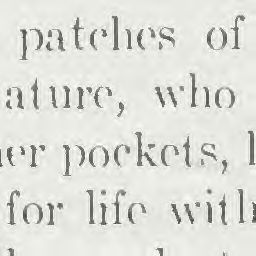 patches of
ature, who
er pockets,
for life with